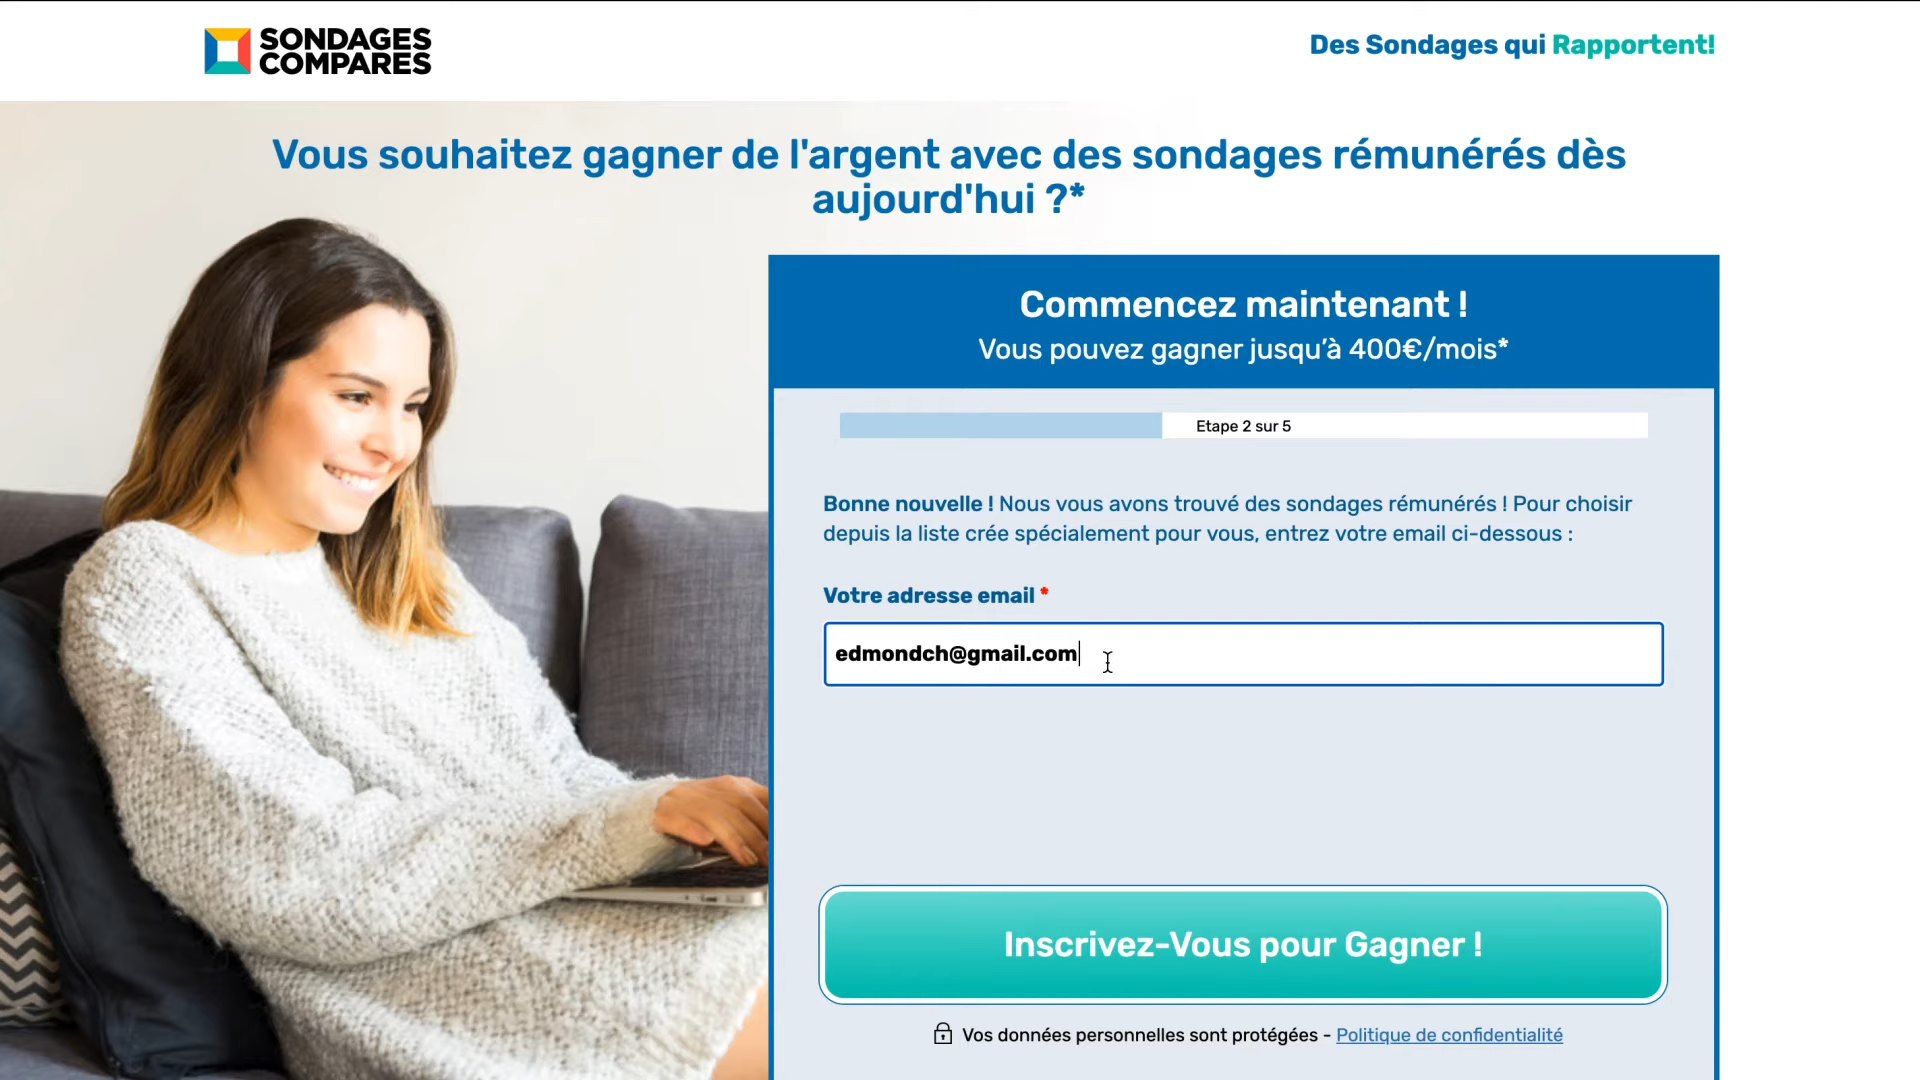 SONDAGES
COMPARES
Des Sondages qui Rapportent!
Vous souhaitez gagner de l'argent avec des sondages rémunérés dès
aujourd'hui ?*
Commencez maintenant !
Vous pouvez gagner jusqu’à 400€/mois*
Etape 2 sur 5
Bonne nouvelle ! Nous vous avons trouvé des sondages rémunérés ! Pour choisir
depuis la liste crée spécialement pour vous, entrez votre email ci-dessous :
Votre adresse email *
edmondch@gmail.com
Inscrivez-Vous pour Gagner !
Vos données personnelles sont protégées - Politique de confidentialité